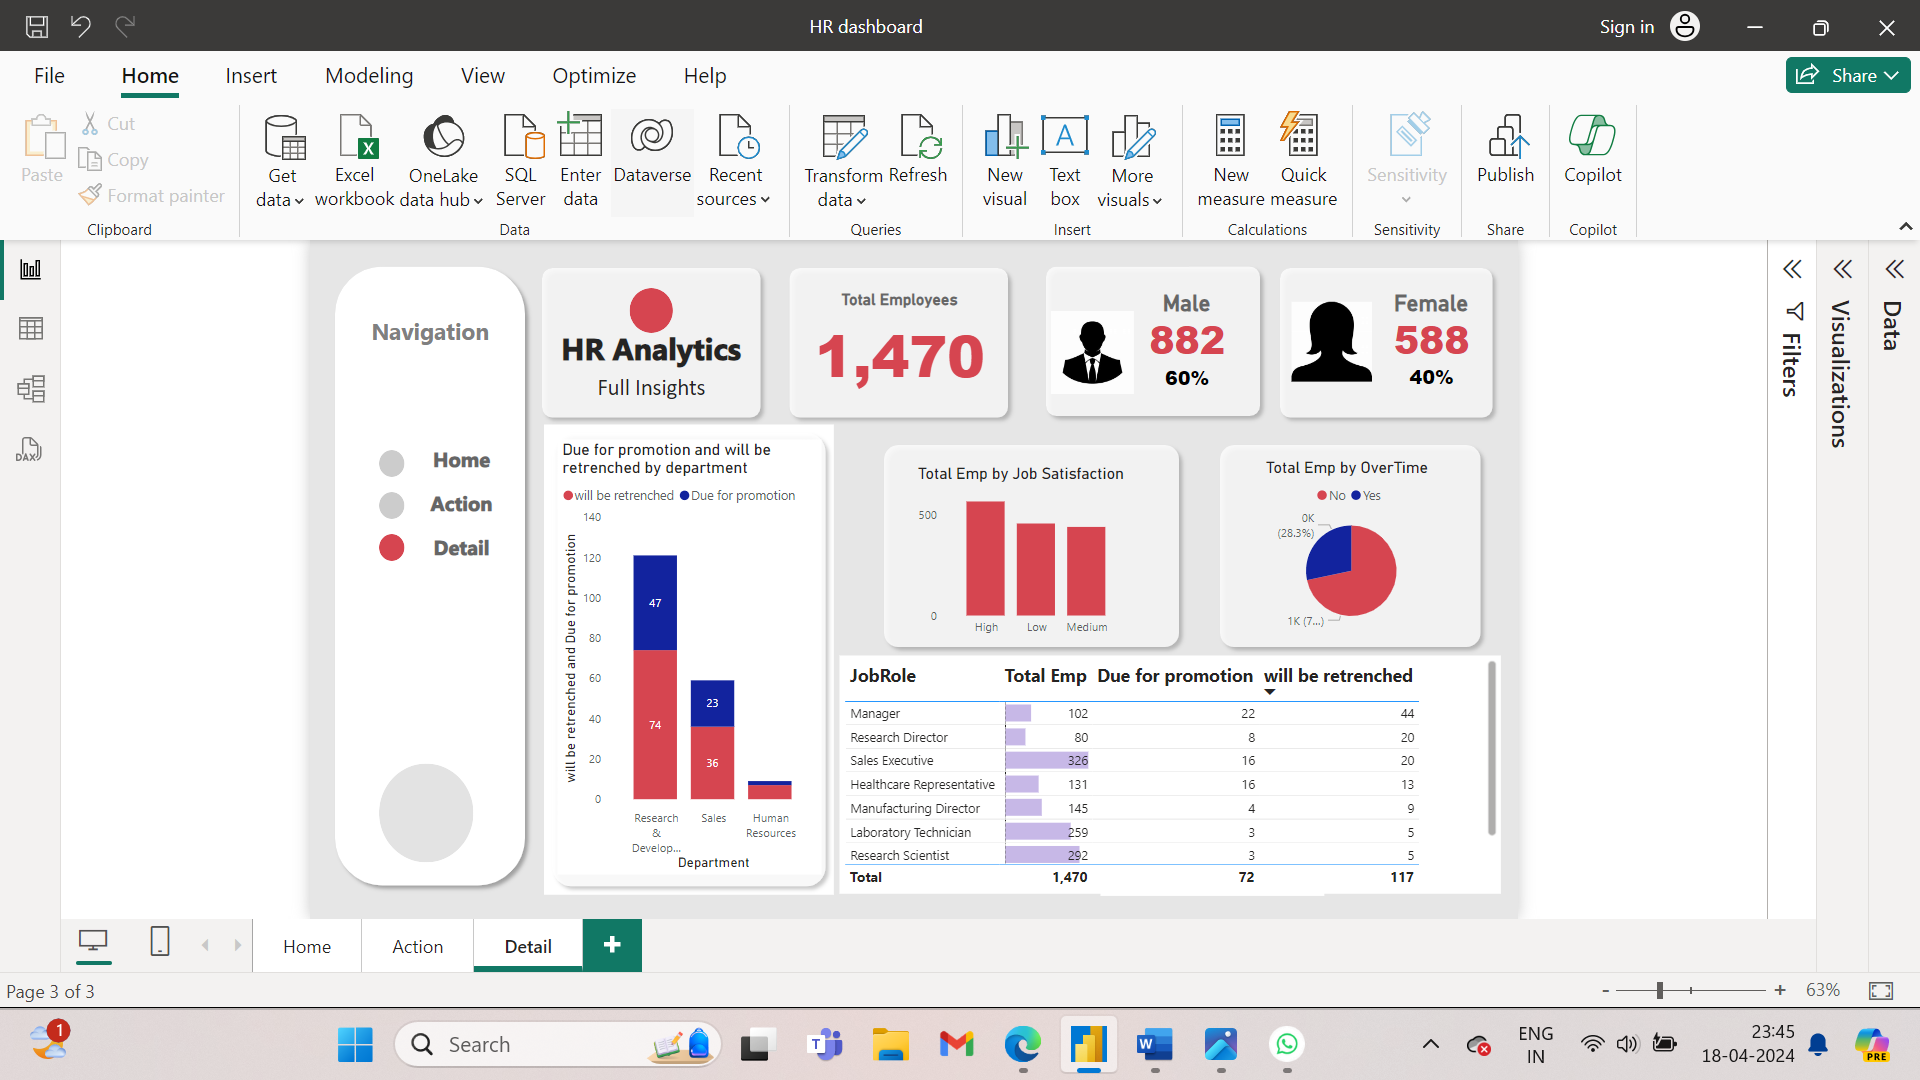 HR dashboard
Sign in
File
Home
Insert
Modeling
View
Optimize
Help
Share
Paste
Cut
Copy
Format painter
Clipboard
Get data
Excel workbook
OneLake data hub
SQL Server
Enter data
Dataverse
Recent sources
Data
Transform data
Refresh
Queries
New visual
Text box
More visuals
Insert
New measure
Quick measure
Calculations
Sensitivity
Sensitivity
Publish
Share
Copilot
Copilot
Navigation
Home
Action
Detail
HR Analytics
Full Insights
Total Employees
1,470
Male
882
60%
Female
588
40%
Due for promotion and will be
retrenched by department
will be retrenched Due for promotion
will be retrenched and Due for promotion
140
120
100
80
60
40
20
0
47
74
23
36
Research
&
Develop...
Sales
Human
Resources
Department
Total Emp by Job Satisfaction
500
0
High Low Medium
Total Emp by OverTime
No Yes
0K
(28.3%)
1K (7...)
JobRole Total Emp Due for promotion will be retrenched
Manager 102 22 44
Research Director 80 8 20
Sales Executive 326 16 20
Healthcare Representative 131 16 13
Manufacturing Director 145 4 9
Laboratory Technician 259 3 5
Research Scientist 292 3 5
Total 1,470 72 117
Filters
Visualizations
Data
DAX
Home
Action
Detail
+
Page 3 of 3
- + 63%
1
Search
ENG
IN
23:45
18-04-2024
PRE